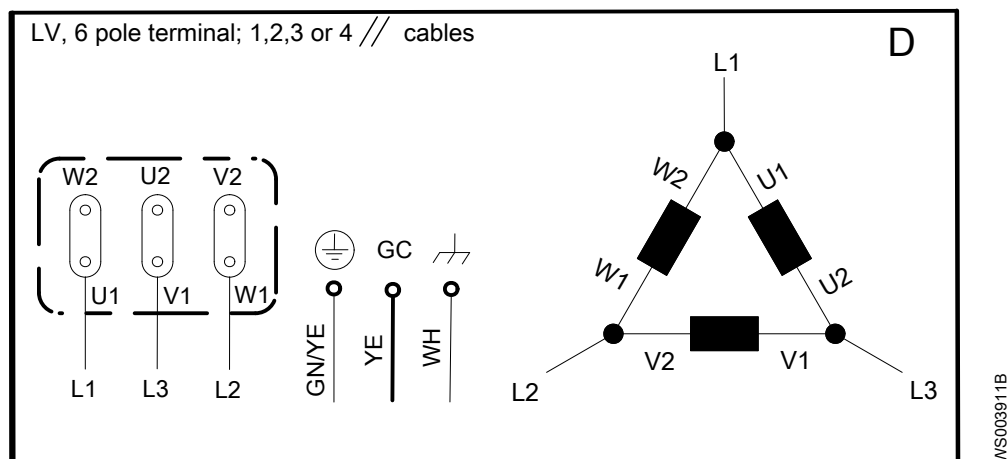 LV, 6 pole terminal; 1,2,3 or 4 // cables
D
W2 U2 V2
U1 V1 W1
L1 L3 L2
GC
GN/YE
YE
WH
L1
W2
U1
W1
U2
V2
V1
L2
L3
WS003911B